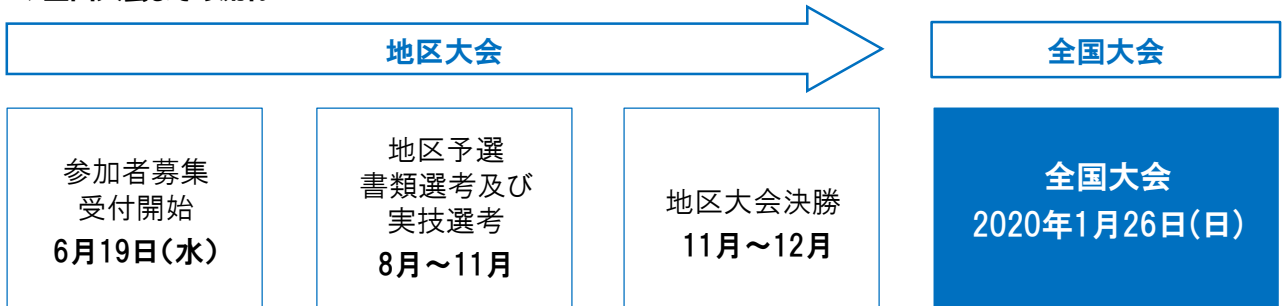 地区大会
全国大会
参加者募集
受付開始
6月19日(水)
地区予選
書類選考及び
実技選考
8月～11月
地区大会決勝
11月～12月
全国大会
2020年1月26日(日)